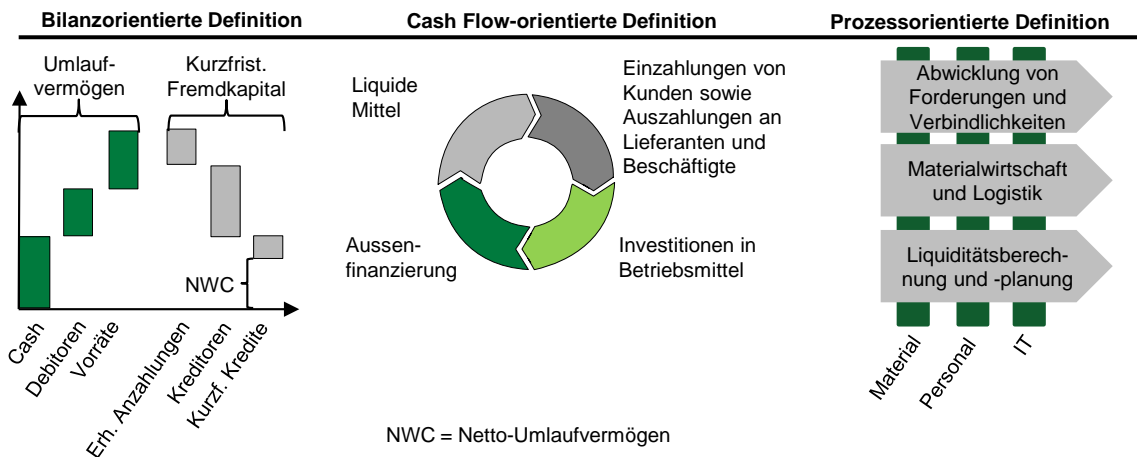 Bilanzorientierte Definition
Umlauf-
vermögen
Kurzfrist.
Fremdkapital
NWC
Cash
Debitoren
Vorräte
Erh. Anzahlungen
Kreditoren
Kurzf. Kredite
Cash Flow-orientierte Definition
Liquide
Mittel
Einzahlungen von
Kunden sowie
Auszahlungen an
Lieferanten und
Beschäftigte
Aussen-
finanzierung
Investitionen in
Betriebsmittel
NWC = Netto-Umlaufvermögen
Prozessorientierte Definition
Abwicklung von
Forderungen und
Verbindlichkeiten
Materialwirtschaft
und Logistik
Liquiditätsberech-
nung und -planung
Material
Personal
IT